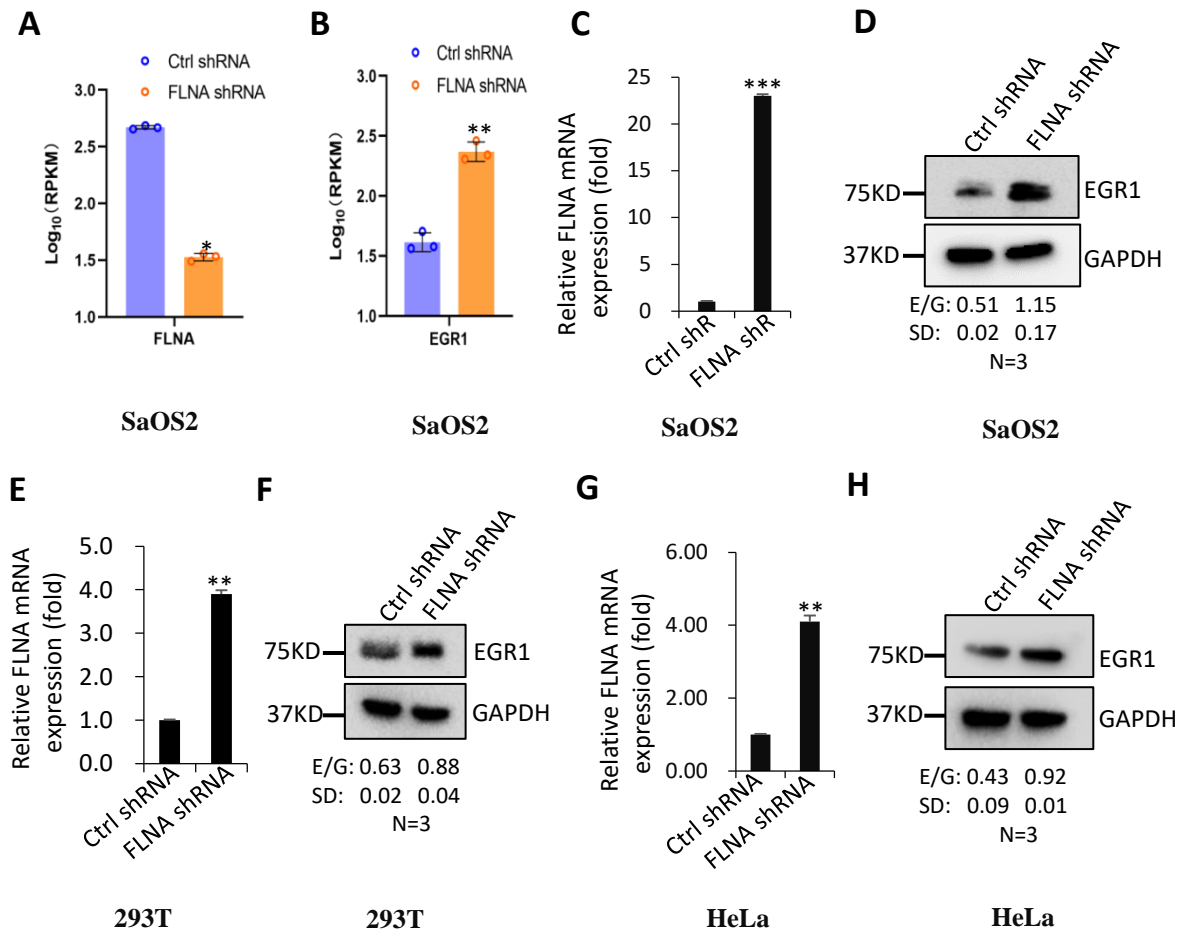 A
Ctrl shRNA
FLNA shRNA
Log10 (RPKM)
3.0
2.5
2.0
1.5
1.0
*
FLNA
SaOS2
B
Ctrl shRNA
FLNA shRNA
Log10 (RPKM)
3.0
2.5
2.0
1.5
1.0
**
EGR1
SaOS2
C
Relative FLNA mRNA
expression (fold)
25
20
15
10
5
0
***
Ctrl shR
FLNA shR
SaOS2
D
Ctrl shRNA
FLNA shRNA
75KD
EGR1
37KD
GAPDH
E/G: 0.51 1.15
SD: 0.02 0.17
N=3
SaOS2
E
Relative FLNA mRNA
expression (fold)
5.0
4.0
3.0
2.0
1.0
0.0
**
Ctrl shRNA
FLNA shRNA
293T
F
Ctrl shRNA
FLNA shRNA
75KD
EGR1
37KD
GAPDH
E/G: 0.63 0.88
SD: 0.02 0.04
N=3
293T
G
Relative FLNA mRNA
expression (fold)
6.00
4.00
2.00
0.00
**
Ctrl shRNA
FLNA shRNA
HeLa
H
Ctrl shRNA
FLNA shRNA
75KD
EGR1
37KD
GAPDH
E/G: 0.43 0.92
SD: 0.09 0.01
N=3
HeLa